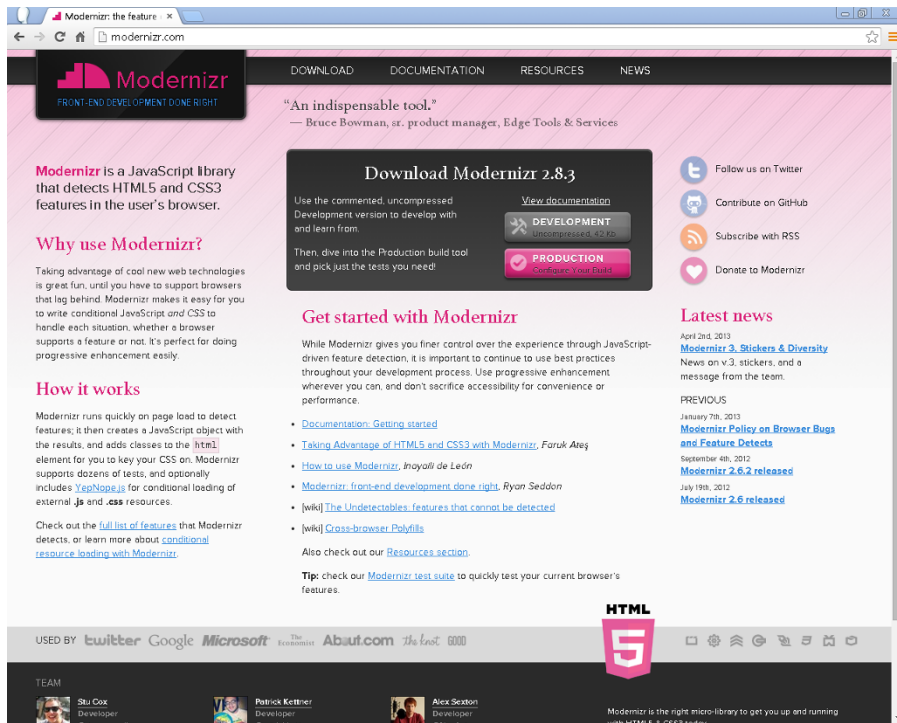 Modernizr: the feature
modernizr.com
Modernizr
FRONT-END DEVELOPMENT DONE RIGHT
DOWNLOAD DOCUMENTATION RESOURCES NEWS
“An indispensable tool.”
— Bruce Bowman, sr. product manager, Edge Tools & Services
Modernizr is a JavaScript library
that detects HTML5 and CSS3
features in the user’s browser.
Why use Modernizr?
Taking advantage of cool new web technologies
is great fun, until you have to support browsers
that lag behind. Modernizr makes it easy for you
to write conditional JavaScript and CSS to
handle each situation, whether a browser
supports a feature or not. It’s perfect for doing
progressive enhancement easily.
How it works
Modernizr runs quickly on page load to detect
features; it then creates a JavaScript object with
the results, and adds classes to the html
element for you to key your CSS on. Modernizr
supports dozens of tests, and optionally
includes YepNope.js for conditional loading of
external .js and .css resources.
Check out the full list of features that Modernizr
detects, or learn more about conditional
resource loading with Modernizr.
Download Modernizr 2.8.3
Use the commented, uncompressed
Development version to develop with
and learn from.
Then, dive into the Production build tool
and pick just the tests you need!
View documentation
DEVELOPMENT
Uncompressed, 42 Kb
PRODUCTION
Configure Your Build
Get started with Modernizr
While Modernizr gives you finer control over the experience through JavaScript-
driven feature detection, it is important to continue to use best practices
throughout your development process. Use progressive enhancement
wherever you can, and don’t sacrifice accessibility for convenience or
performance.
• Documentation: Getting started
• Taking Advantage of HTML5 and CSS3 with Modernizr, Faruk Ateş
• How to use Modernizr, Inayaili de León
• Modernizr: front-end development done right, Ryan Seddon
• [wiki] The Undetectables: features that cannot be detected
• [wiki] Cross-browser Polyfills
Also check out our Resources section.
Tip: check our Modernizr test suite to quickly test your current browser’s
features.
Follow us on Twitter
Contribute on GitHub
Subscribe with RSS
Donate to Modernizr
Latest news
April 2nd, 2013
Modernizr 3, Stickers & Diversity
News on v.3, stickers, and a
message from the team.
PREVIOUS
January 7th, 2013
Modernizr Policy on Browser Bugs
and Feature Detects
September 4th, 2012
Modernizr 2.6.2 released
July 19th, 2012
Modernizr 2.6 released
USED BY twitter Google Microsoft The Economist About.com the knot GOOD
HTML
5
TEAM
Stu Cox
Developer
Patrick Kettner
Developer
Alex Sexton
Developer
Modernizr is the right micro-library to get you up and running
with HTML5 & CSS3 today.